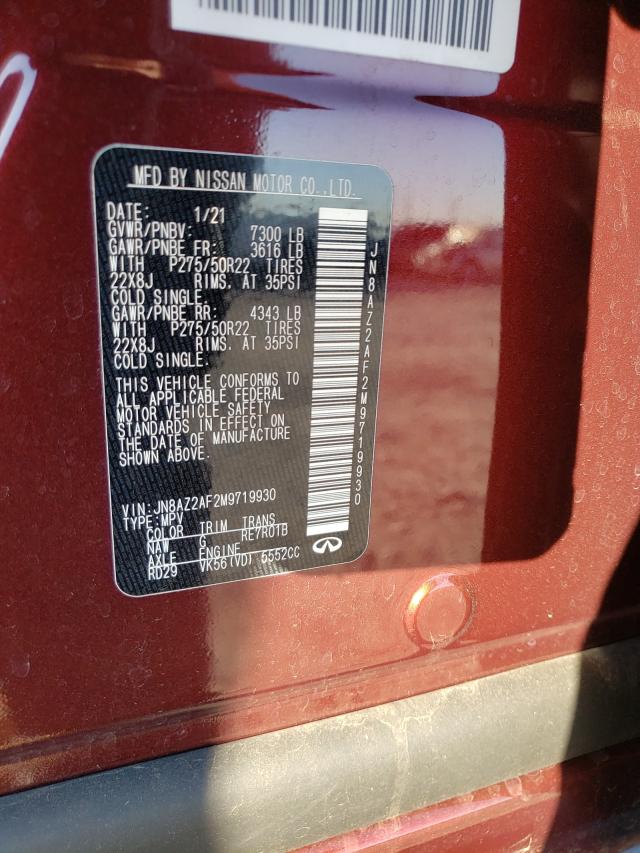 MFD BY NISSAN MOTOR CO.,LTD.
DATE: 1/21
GVWR/PNBV: 7300 LB
GAWR/PNBE FR: 3616 LB
WITH P275/50R22 TIRES
22X8J RIMS. AT 35PSI
COLD SINGLE.
GAWR/PNBE RR: 4343 LB
WITH P275/50R22 TIRES
22X8J RIMS. AT 35PSI
COLD SINGLE.
THIS VEHICLE CONFORMS TO
ALL APPLICABLE FEDERAL
MOTOR VEHICLE SAFETY
STANDARDS IN EFFECT ON
THE DATE OF MANUFACTURE
SHOWN ABOVE.
VIN: JN8AZ2AF2M9719930
TYPE: MPV
COLOR TRIM TRANS
NAW G RE7R01B
AXLE ENGINE
RD29 VK56(VD) 5552CC
JN8AZ2AF2M9719930